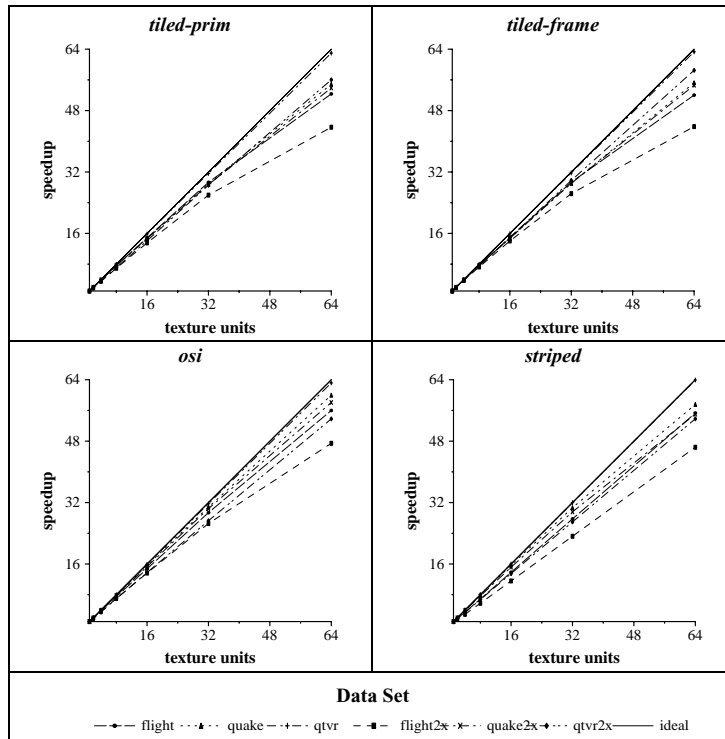 tiled-prim
64
48
32
16
speedup
16 32 48 64
texture units
tiled-frame
64
48
32
16
speedup
16 32 48 64
texture units
osi
64
48
32
16
speedup
16 32 48 64
texture units
striped
64
48
32
16
speedup
16 32 48 64
texture units
Data Set
flight quake qtvr flight2x quake2x qtvr2x ideal